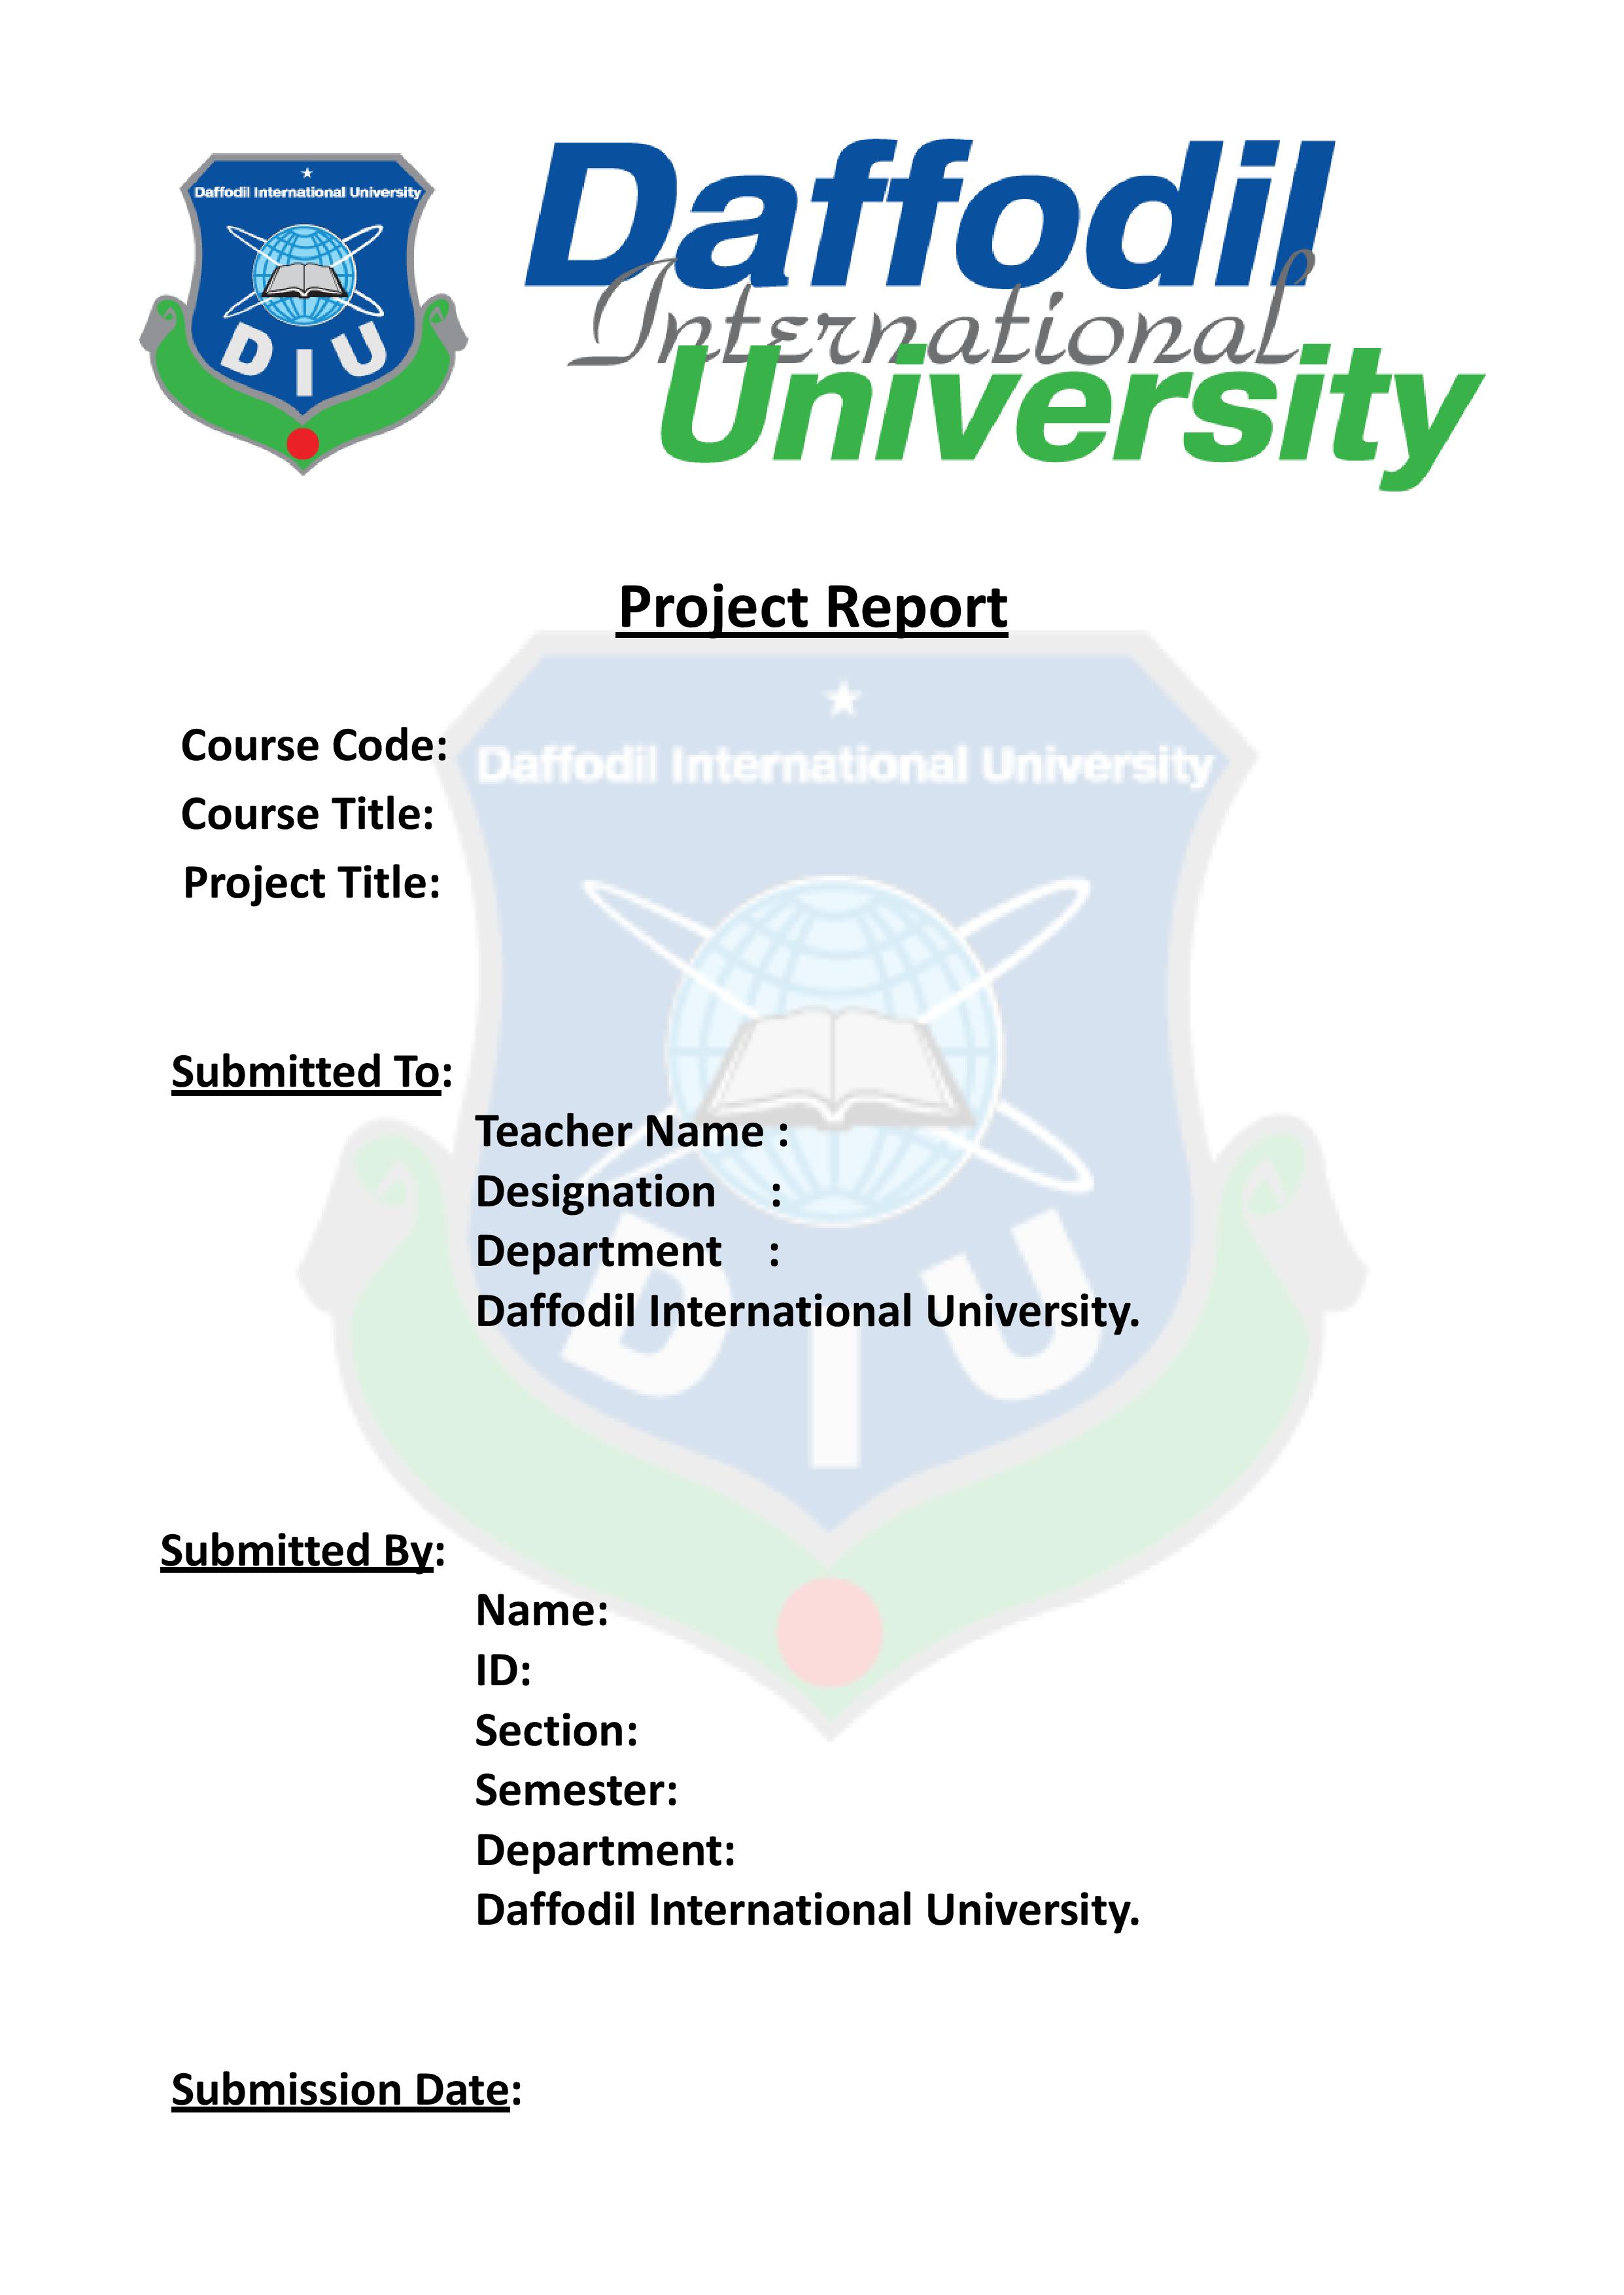 Daffodil International University
DIU
Daffodil
International
University
Project Report
Daffodil International University
Course Code:
Course Title:
Project Title:
Submitted To:
Teacher Name :
Designation :
Department :
Daffodil International University.
DIU
Submitted By:
Name:
ID:
Section:
Semester:
Department:
Daffodil International University.
Submission Date: